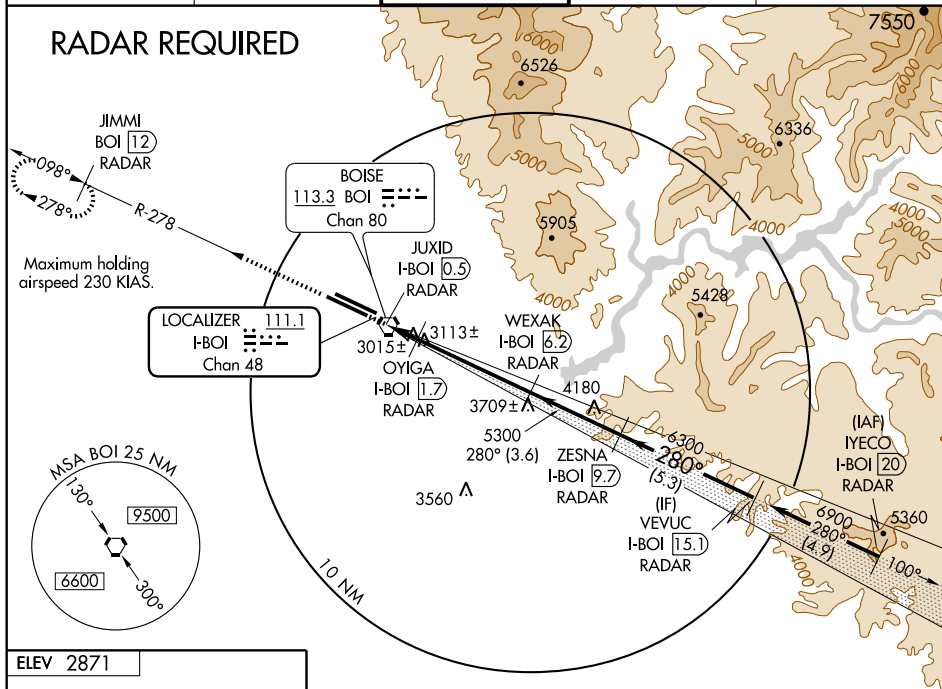 RADAR REQUIRED
7550
6000
6526
5000
6336
5000
6000
JIMMI
BOI 12
RADAR
098°
278°
R-278
Maximum holding
airspeed 230 KIAS.
BOISE
113.3 BOI
Chan 80
5905
4000
4000
4000
4000
5000
JUXID
I-BOI 0.5
RADAR
LOCALIZER 111.1
I-BOI
Chan 48
3015±
3113±
OYIGA
I-BOI 1.7
RADAR
WEXAK
I-BOI 6.2
RADAR
4000
5428
4180
3709±
5300
280° (3.6)
ZESNA
I-BOI 9.7
RADAR
6300
280°
(5.3)
(IF)
VEVUC
I-BOI 15.1
RADAR
(IAF)
IYECO
I-BOI 20
RADAR
6900
280°
(4.9)
5360
100°
4000
3560
10 NM
MSA BOI 25 NM
130°
9500
6600
300°
ELEV 2871